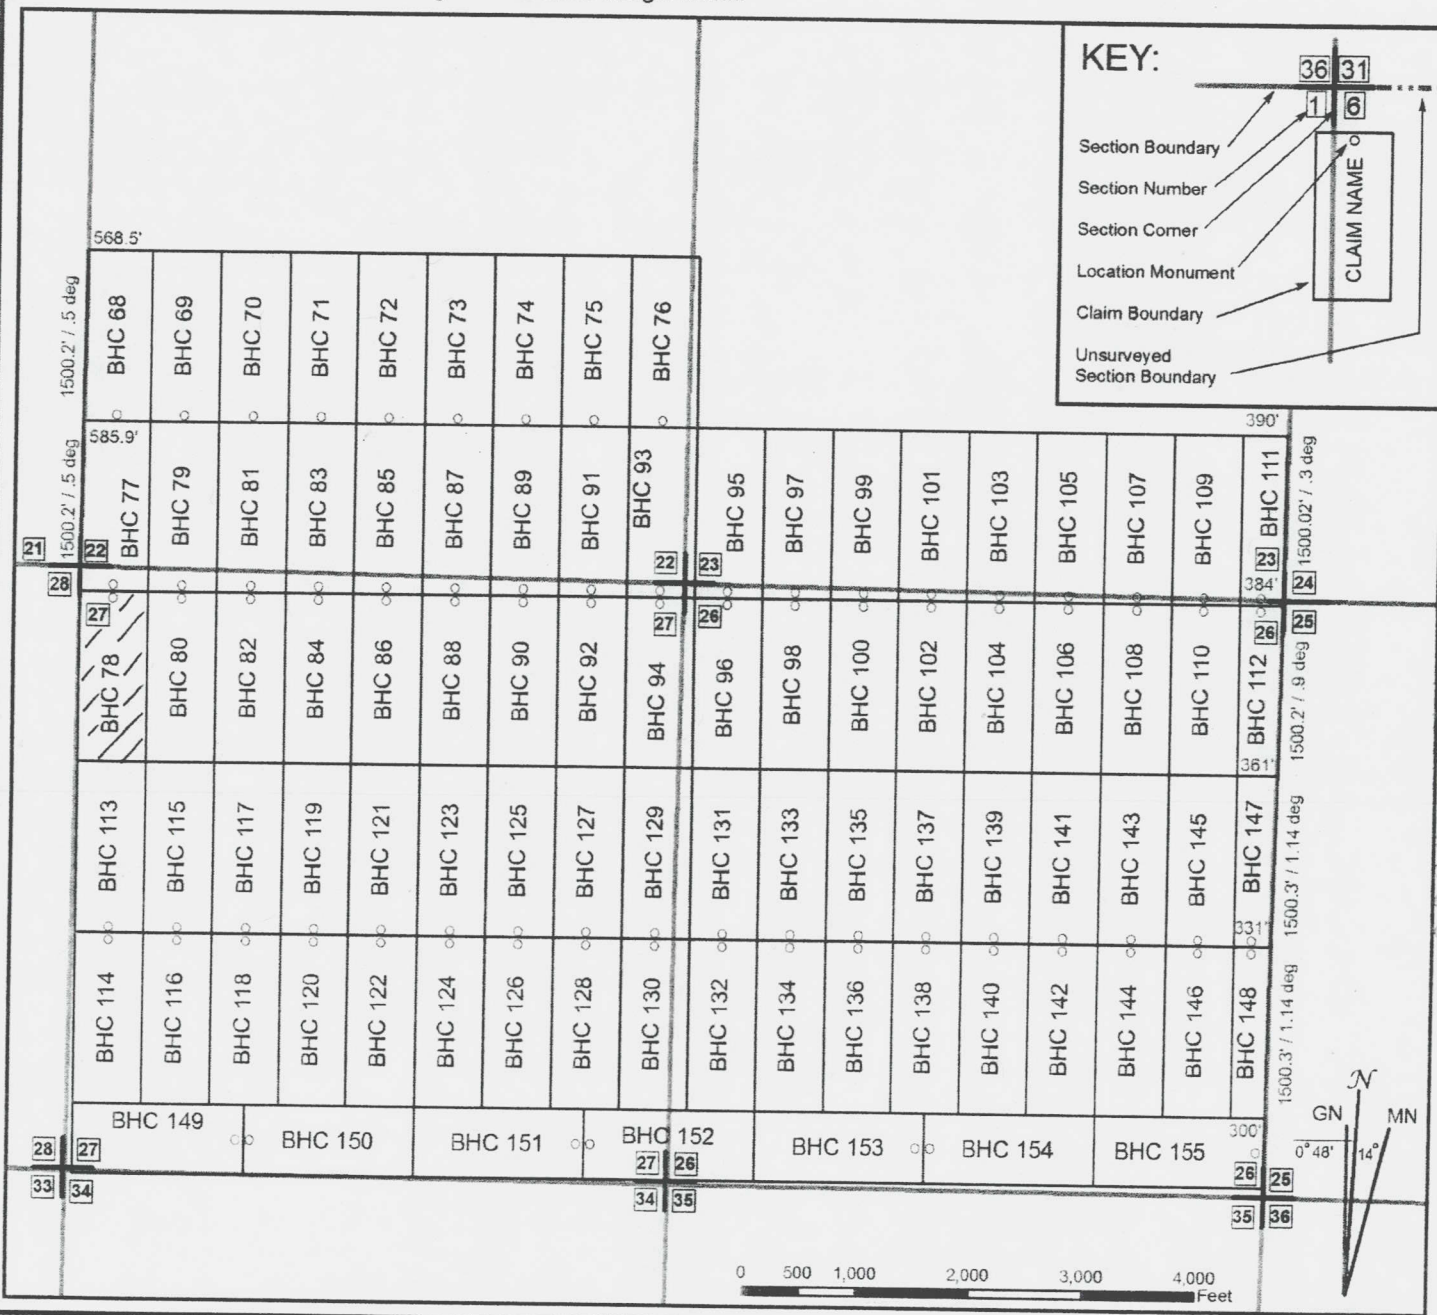 KEY:
36 31
1 6
Section Boundary
Section Number
Section Corner
Location Monument
Claim Boundary
Unsurveyed
Section Boundary
CLAIM NAME
568.5'
1500.2' / .5 deg
BHC 68
BHC 69
BHC 70
BHC 71
BHC 72
BHC 73
BHC 74
BHC 75
BHC 76
390'
585.9'
1500.2' / .5 deg
BHC 77
BHC 79
BHC 81
BHC 83
BHC 85
BHC 87
BHC 89
BHC 91
BHC 93
BHC 95
BHC 97
BHC 99
BHC 101
BHC 103
BHC 105
BHC 107
BHC 109
BHC 111
1500.02' / .3 deg
21 22
28 27
22 23
27 26
23 24
384'
26 25
BHC 78
BHC 80
BHC 82
BHC 84
BHC 86
BHC 88
BHC 90
BHC 92
BHC 94
BHC 96
BHC 98
BHC 100
BHC 102
BHC 104
BHC 106
BHC 108
BHC 110
BHC 112
1500.2' / .9 deg
361'
BHC 113
BHC 115
BHC 117
BHC 119
BHC 121
BHC 123
BHC 125
BHC 127
BHC 129
BHC 131
BHC 133
BHC 135
BHC 137
BHC 139
BHC 141
BHC 143
BHC 145
BHC 147
1500.3' / 1.14 deg
331'
BHC 114
BHC 116
BHC 118
BHC 120
BHC 122
BHC 124
BHC 126
BHC 128
BHC 130
BHC 132
BHC 134
BHC 136
BHC 138
BHC 140
BHC 142
BHC 144
BHC 146
BHC 148
1500.3' / 1.14 deg
BHC 149
BHC 150
BHC 151
BHC 152
BHC 153
BHC 154
BHC 155
300'
28 27
33 34
27 26
34 35
26 25
35 36
N
GN MN
0° 48' 14°
0 500 1,000 2,000 3,000 4,000
Feet